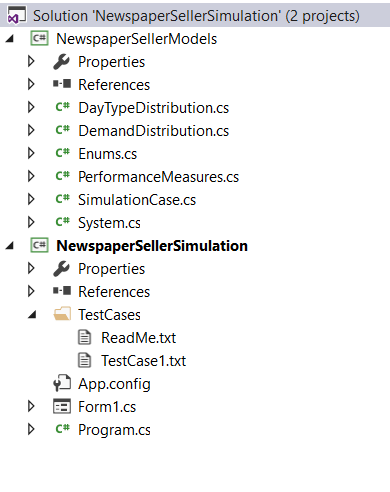 Solution 'NewspaperSellerSimulation' (2 projects)
C# NewspaperSellerModels
Properties
References
C# DayTypeDistribution.cs
C# DemandDistribution.cs
C# Enums.cs
C# PerformanceMeasures.cs
C# SimulationCase.cs
C# System.cs
C# NewspaperSellerSimulation
Properties
References
TestCases
ReadMe.txt
TestCase1.txt
App.config
Form1.cs
C# Program.cs